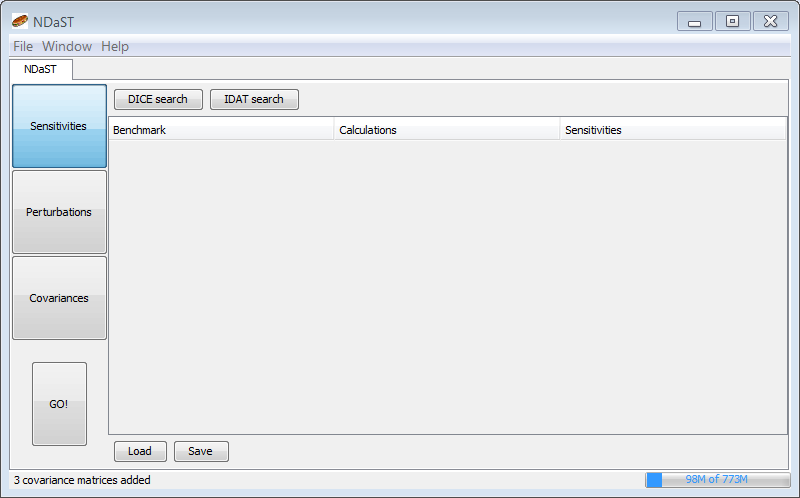 NDaST
File Window Help
NDaST
Sensitivities
Perturbations
Covariances
GO!
DICE search IDAT search
Benchmark Calculations Sensitivities
Load Save
3 covariance matrices added
98M of 773M